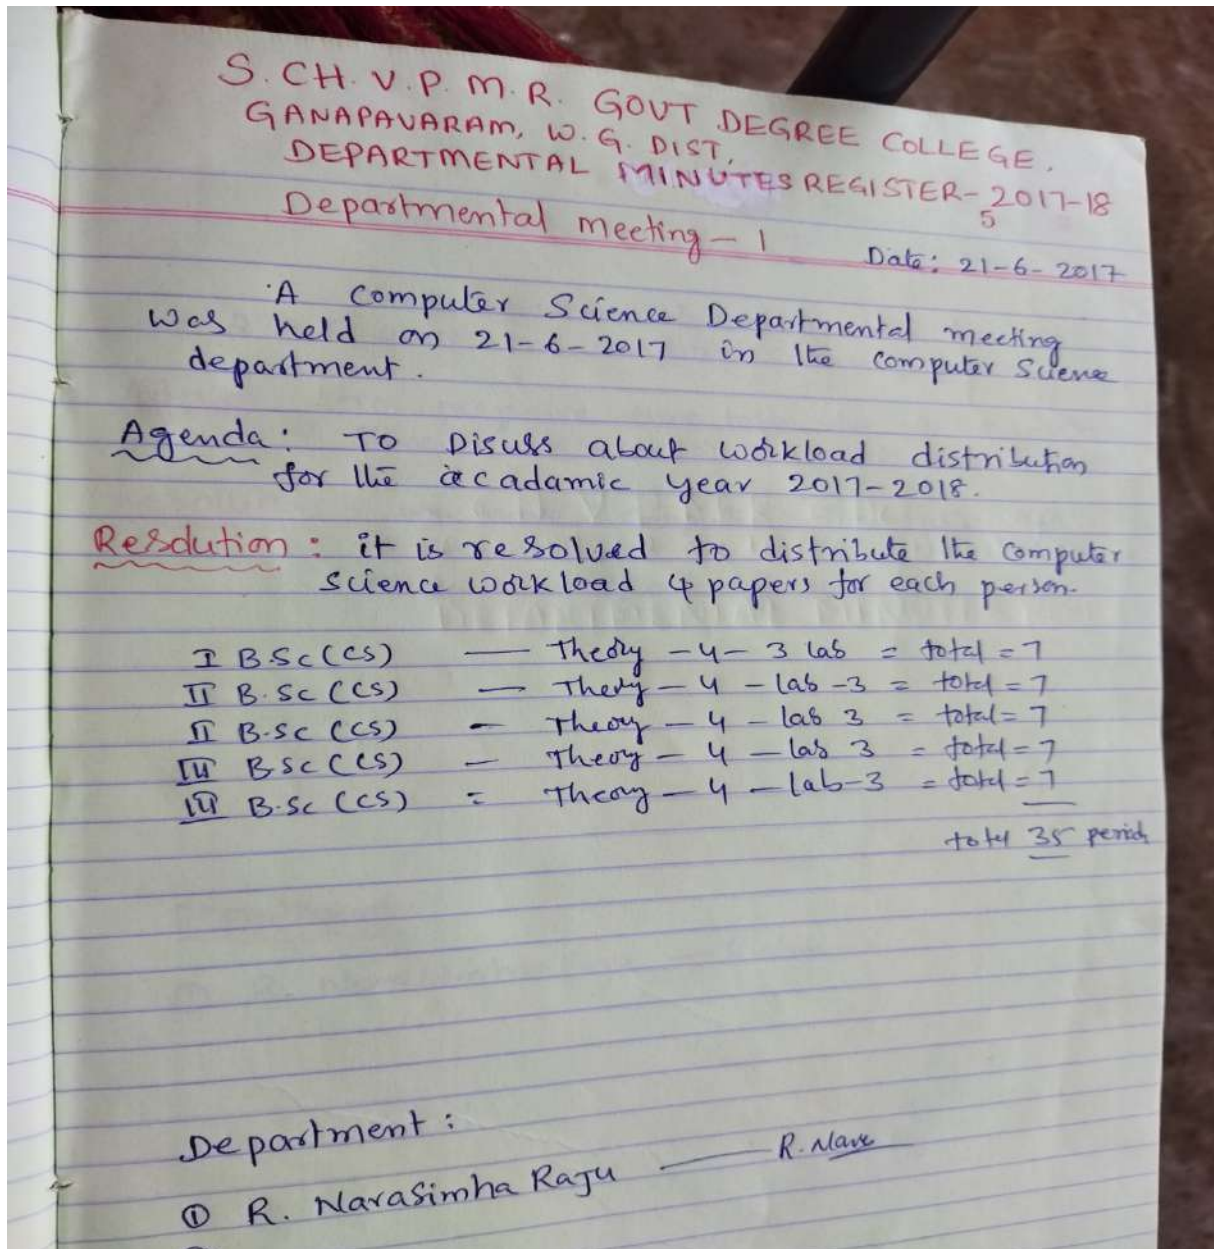 S. CH. V. P. M. R. GOVT DEGREE COLLEGE.
GANAPAVARAM, W. G. DIST,
DEPARTMENTAL MINUTES REGISTER-2017-18
5
Departmental meeting - 1
Date: 21-6-2017
A Computer Science Departmental meeting
was held on 21-6-2017 in the computer Science
department.
Agenda: To Disuss about workload distribution
for the acadamic year 2017-2018.
Resolution: it is resolved to distribute the computer
science workload 4 papers for each person.
I B.Sc (CS) — Theory - 4 - 3 lab = total = 7
II B.Sc (CS) — Theory - 4 - lab - 3 = total = 7
II B.Sc (CS) - Theory - 4 - lab 3 = total = 7
III B.Sc (CS) - Theory - 4 - lab 3 = total = 7
III B.Sc (CS) = Theory - 4 - lab-3 = total = 7
total 35 periods
Department:
① R. Narasimha Raju — R. Nara